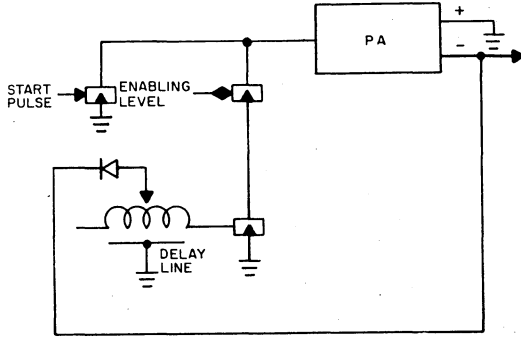 PA
+
-
START
PULSE
ENABLING
LEVEL
DELAY
LINE